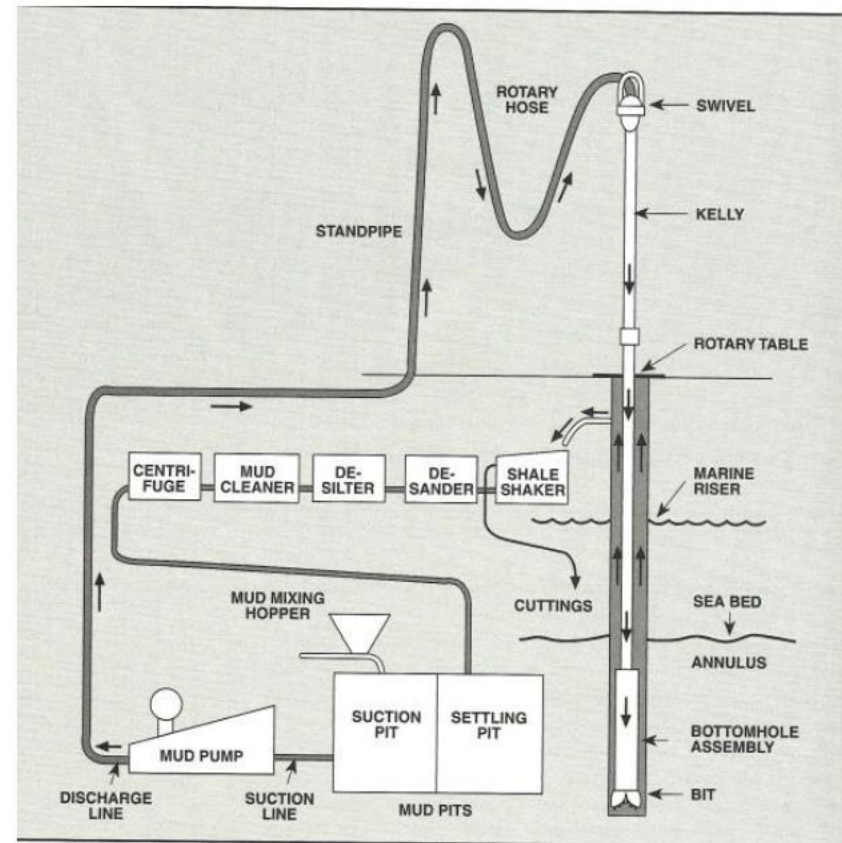 ROTARY
HOSE
SWIVEL
KELLY
STANDPIPE
ROTARY TABLE
CENTRI-
FUGE
MUD
CLEANER
DE-
SILTER
DE-
SANDER
SHALE
SHAKER
MARINE
RISER
MUD MIXING
HOPPER
CUTTINGS
SEA BED
ANNULUS
SUCTION
PIT
SETTLING
PIT
BOTTOMHOLE
ASSEMBLY
MUD PUMP
DISCHARGE
LINE
SUCTION
LINE
MUD PITS
BIT